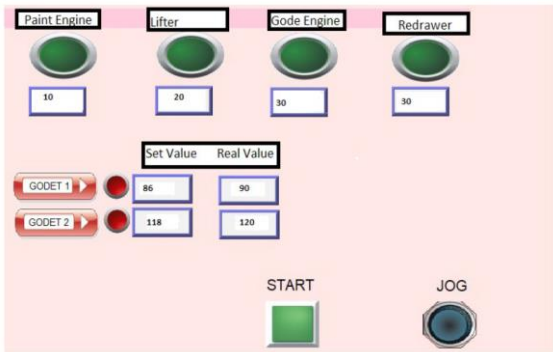 Paint Engine Lifter Gode Engine Redrawer
10 20 30 30
Set Value Real Value
GODET 1 86 90
GODET 2 118 120
START JOG